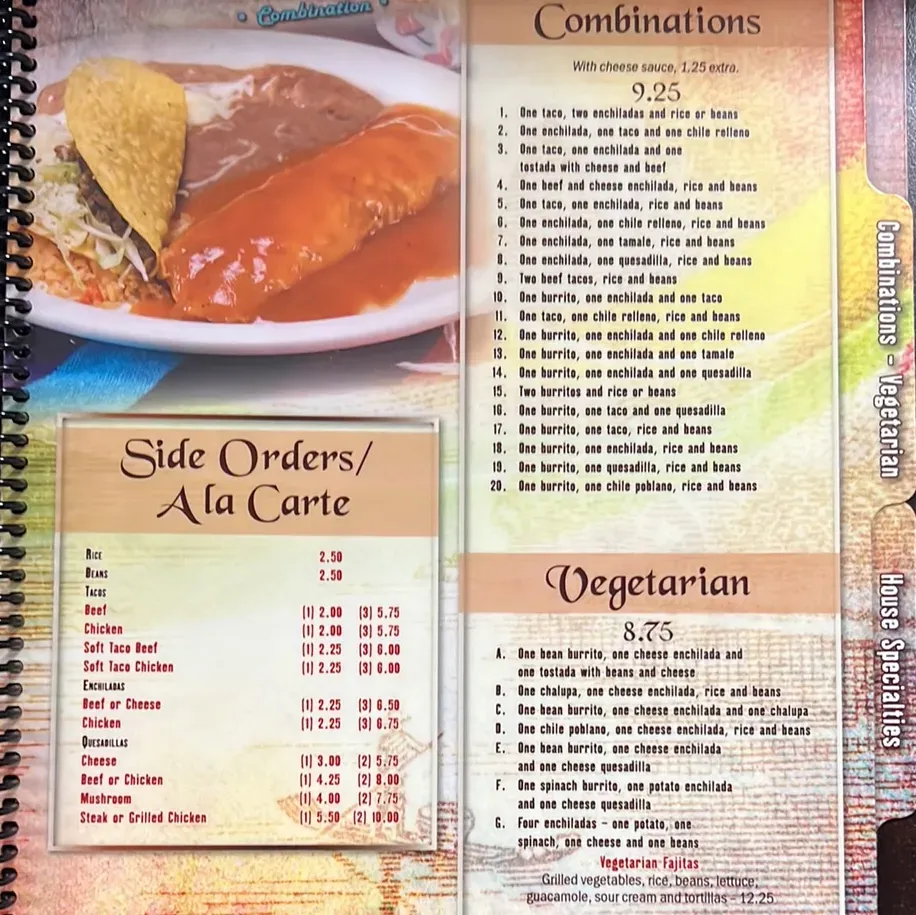 • Combination •
Combinations
With cheese sauce, 1.25 extra.
9.25
1. One taco, two enchiladas and rice or beans
2. One enchilada, one taco and one chile relleno
3. One taco, one enchilada and one
tostada with cheese and beef
4. One beef and cheese enchilada, rice and beans
5. One taco, one enchilada, rice and beans
6. One enchilada, one chile relleno, rice and beans
7. One enchilada, one tamale, rice and beans
8. One enchilada, one quesadilla, rice and beans
9. Two beef tacos, rice and beans
10. One burrito, one enchilada and one taco
11. One taco, one chile relleno, rice and beans
12. One burrito, one enchilada and one chile relleno
13. One burrito, one enchilada and one tamale
14. One burrito, one enchilada and one quesadilla
15. Two burritos and rice or beans
16. One burrito, one taco and one quesadilla
17. One burrito, one taco, rice and beans
18. One burrito, one enchilada, rice and beans
19. One burrito, one quesadilla, rice and beans
20. One burrito, one chile poblano, rice and beans
Side Orders/
A la Carte
Rice 2.50
Beans 2.50
Tacos
Beef (1) 2.00 (3) 5.75
Chicken (1) 2.00 (3) 5.75
Soft Taco Beef (1) 2.25 (3) 6.00
Soft Taco Chicken (1) 2.25 (3) 6.00
Enchiladas
Beef or Cheese (1) 2.25 (3) 6.50
Chicken (1) 2.25 (3) 6.75
Quesadillas
Cheese (1) 3.00 (2) 5.75
Beef or Chicken (1) 4.25 (2) 8.00
Mushroom (1) 4.00 (2) 7.75
Steak or Grilled Chicken (1) 5.50 (2) 10.00
Vegetarian
8.75
A. One bean burrito, one cheese enchilada and
one tostada with beans and cheese
B. One chalupa, one cheese enchilada, rice and beans
C. One bean burrito, one cheese enchilada and one chalupa
D. One chile poblano, one cheese enchilada, rice and beans
E. One bean burrito, one cheese enchilada
and one cheese quesadilla
F. One spinach burrito, one potato enchilada
and one cheese quesadilla
G. Four enchiladas – one potato, one
spinach, one cheese and one beans
Vegetarian Fajitas
Grilled vegetables, rice, beans, lettuce,
guacamole, sour cream and tortillas – 12.25
Combinations - Vegetarian
House Specialties